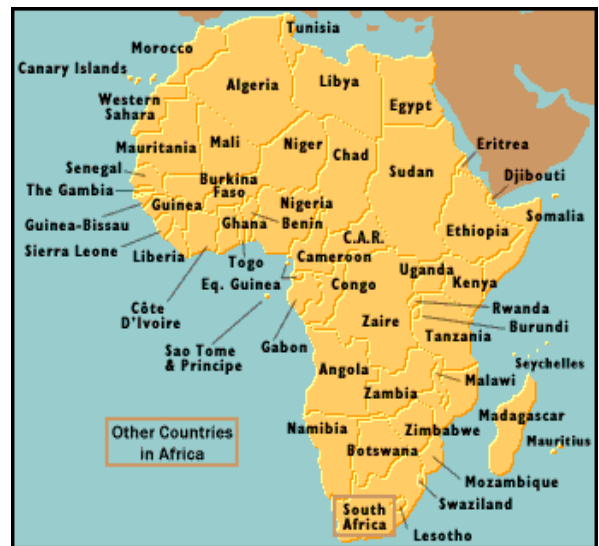 Tunisia
Morocco
Canary Islands
Algeria
Libya
Egypt
Western
Sahara
Mauritania
Mali
Niger
Chad
Sudan
Eritrea
Senegal
Djibouti
The Gambia
Burkina
Faso
Guinea
Nigeria
Benin
Ghana
Somalia
Guinea-Bissau
Ethiopia
Sierra Leone
C.A.R.
Liberia
Togo
Cameroon
Eq. Guinea
Congo
Uganda
Kenya
Côte
D'Ivoire
Rwanda
Zaire
Burundi
Gabon
Tanzania
Sao Tome
& Principe
Seychelles
Angola
Malawi
Zambia
Madagascar
Other Countries
in Africa
Namibia
Zimbabwe
Mauritius
Botswana
Mozambique
Swaziland
South
Africa
Lesotho